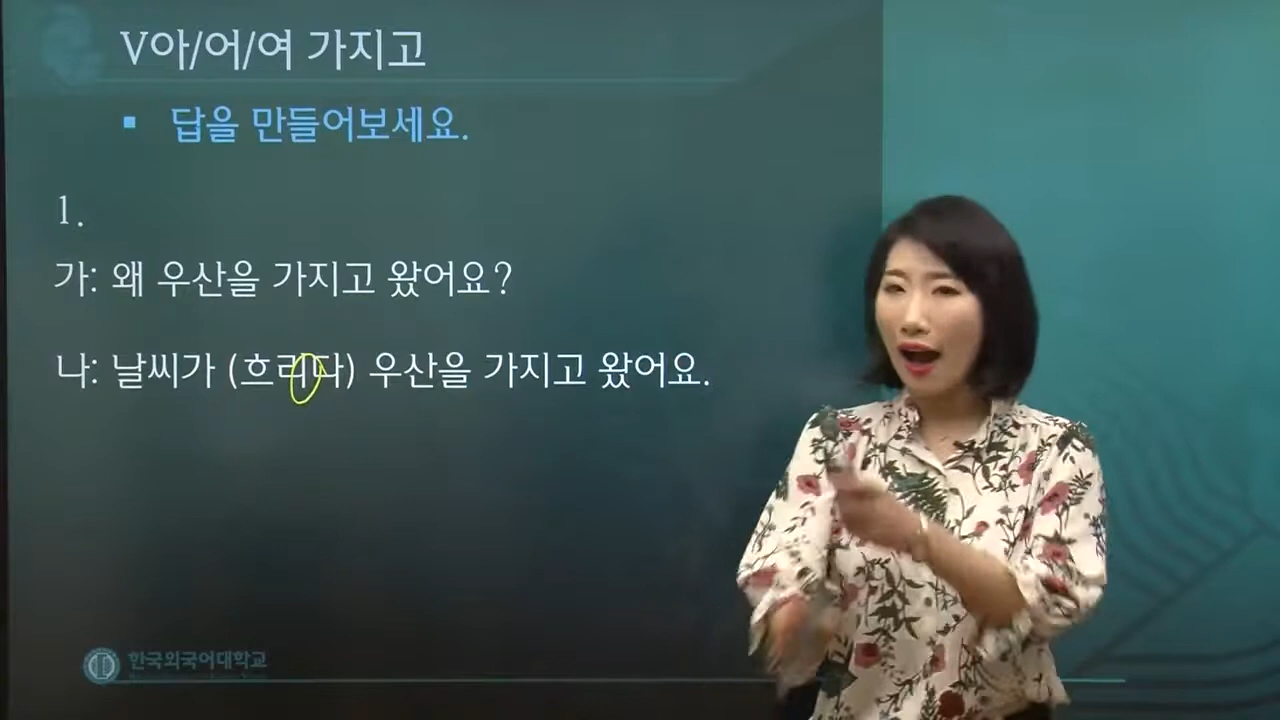 V아/어/여 가지고
▪ 답을 만들어보세요.
1.
가: 왜 우산을 가지고 왔어요?
나: 날씨가 (흐리다) 우산을 가지고 왔어요.
한국외국어대학교